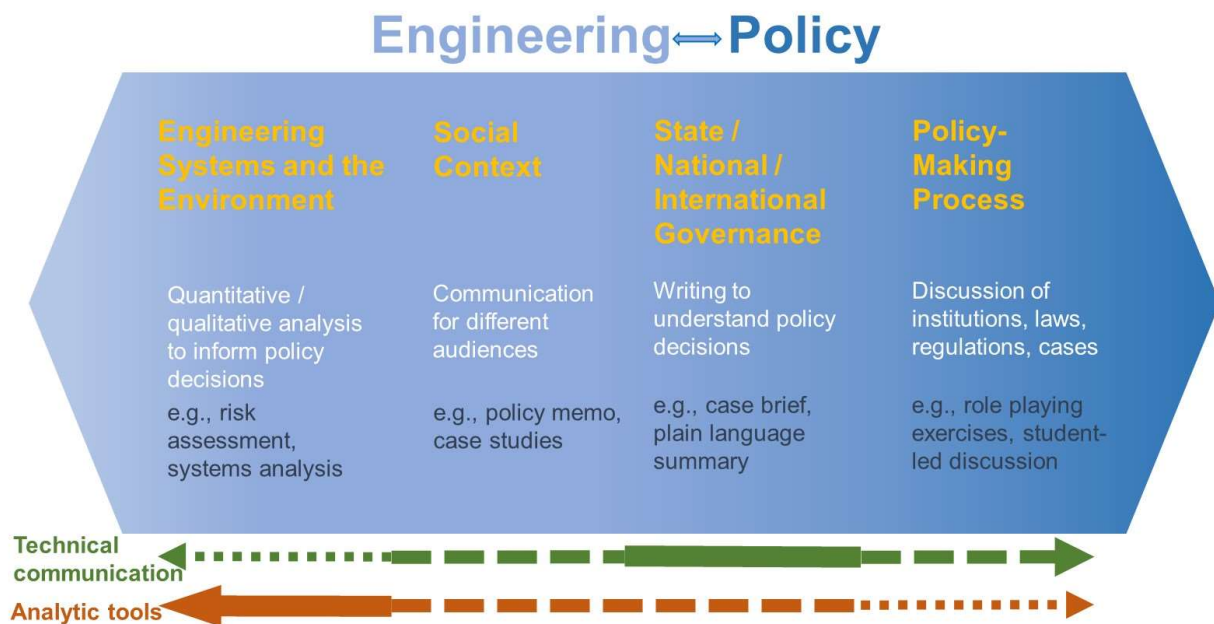 Engineering⟷Policy
Engineering
Systems and the
Environment
Quantitative /
qualitative analysis
to inform policy
decisions
e.g., risk
assessment,
systems analysis
Social
Context
Communication
for different
audiences
e.g., policy memo,
case studies
State /
National /
International
Governance
Writing to
understand policy
decisions
e.g., case brief,
plain language
summary
Policy-
Making
Process
Discussion of
institutions, laws,
regulations, cases
e.g., role playing
exercises, student-
led discussion
Technical
communication
Analytic tools